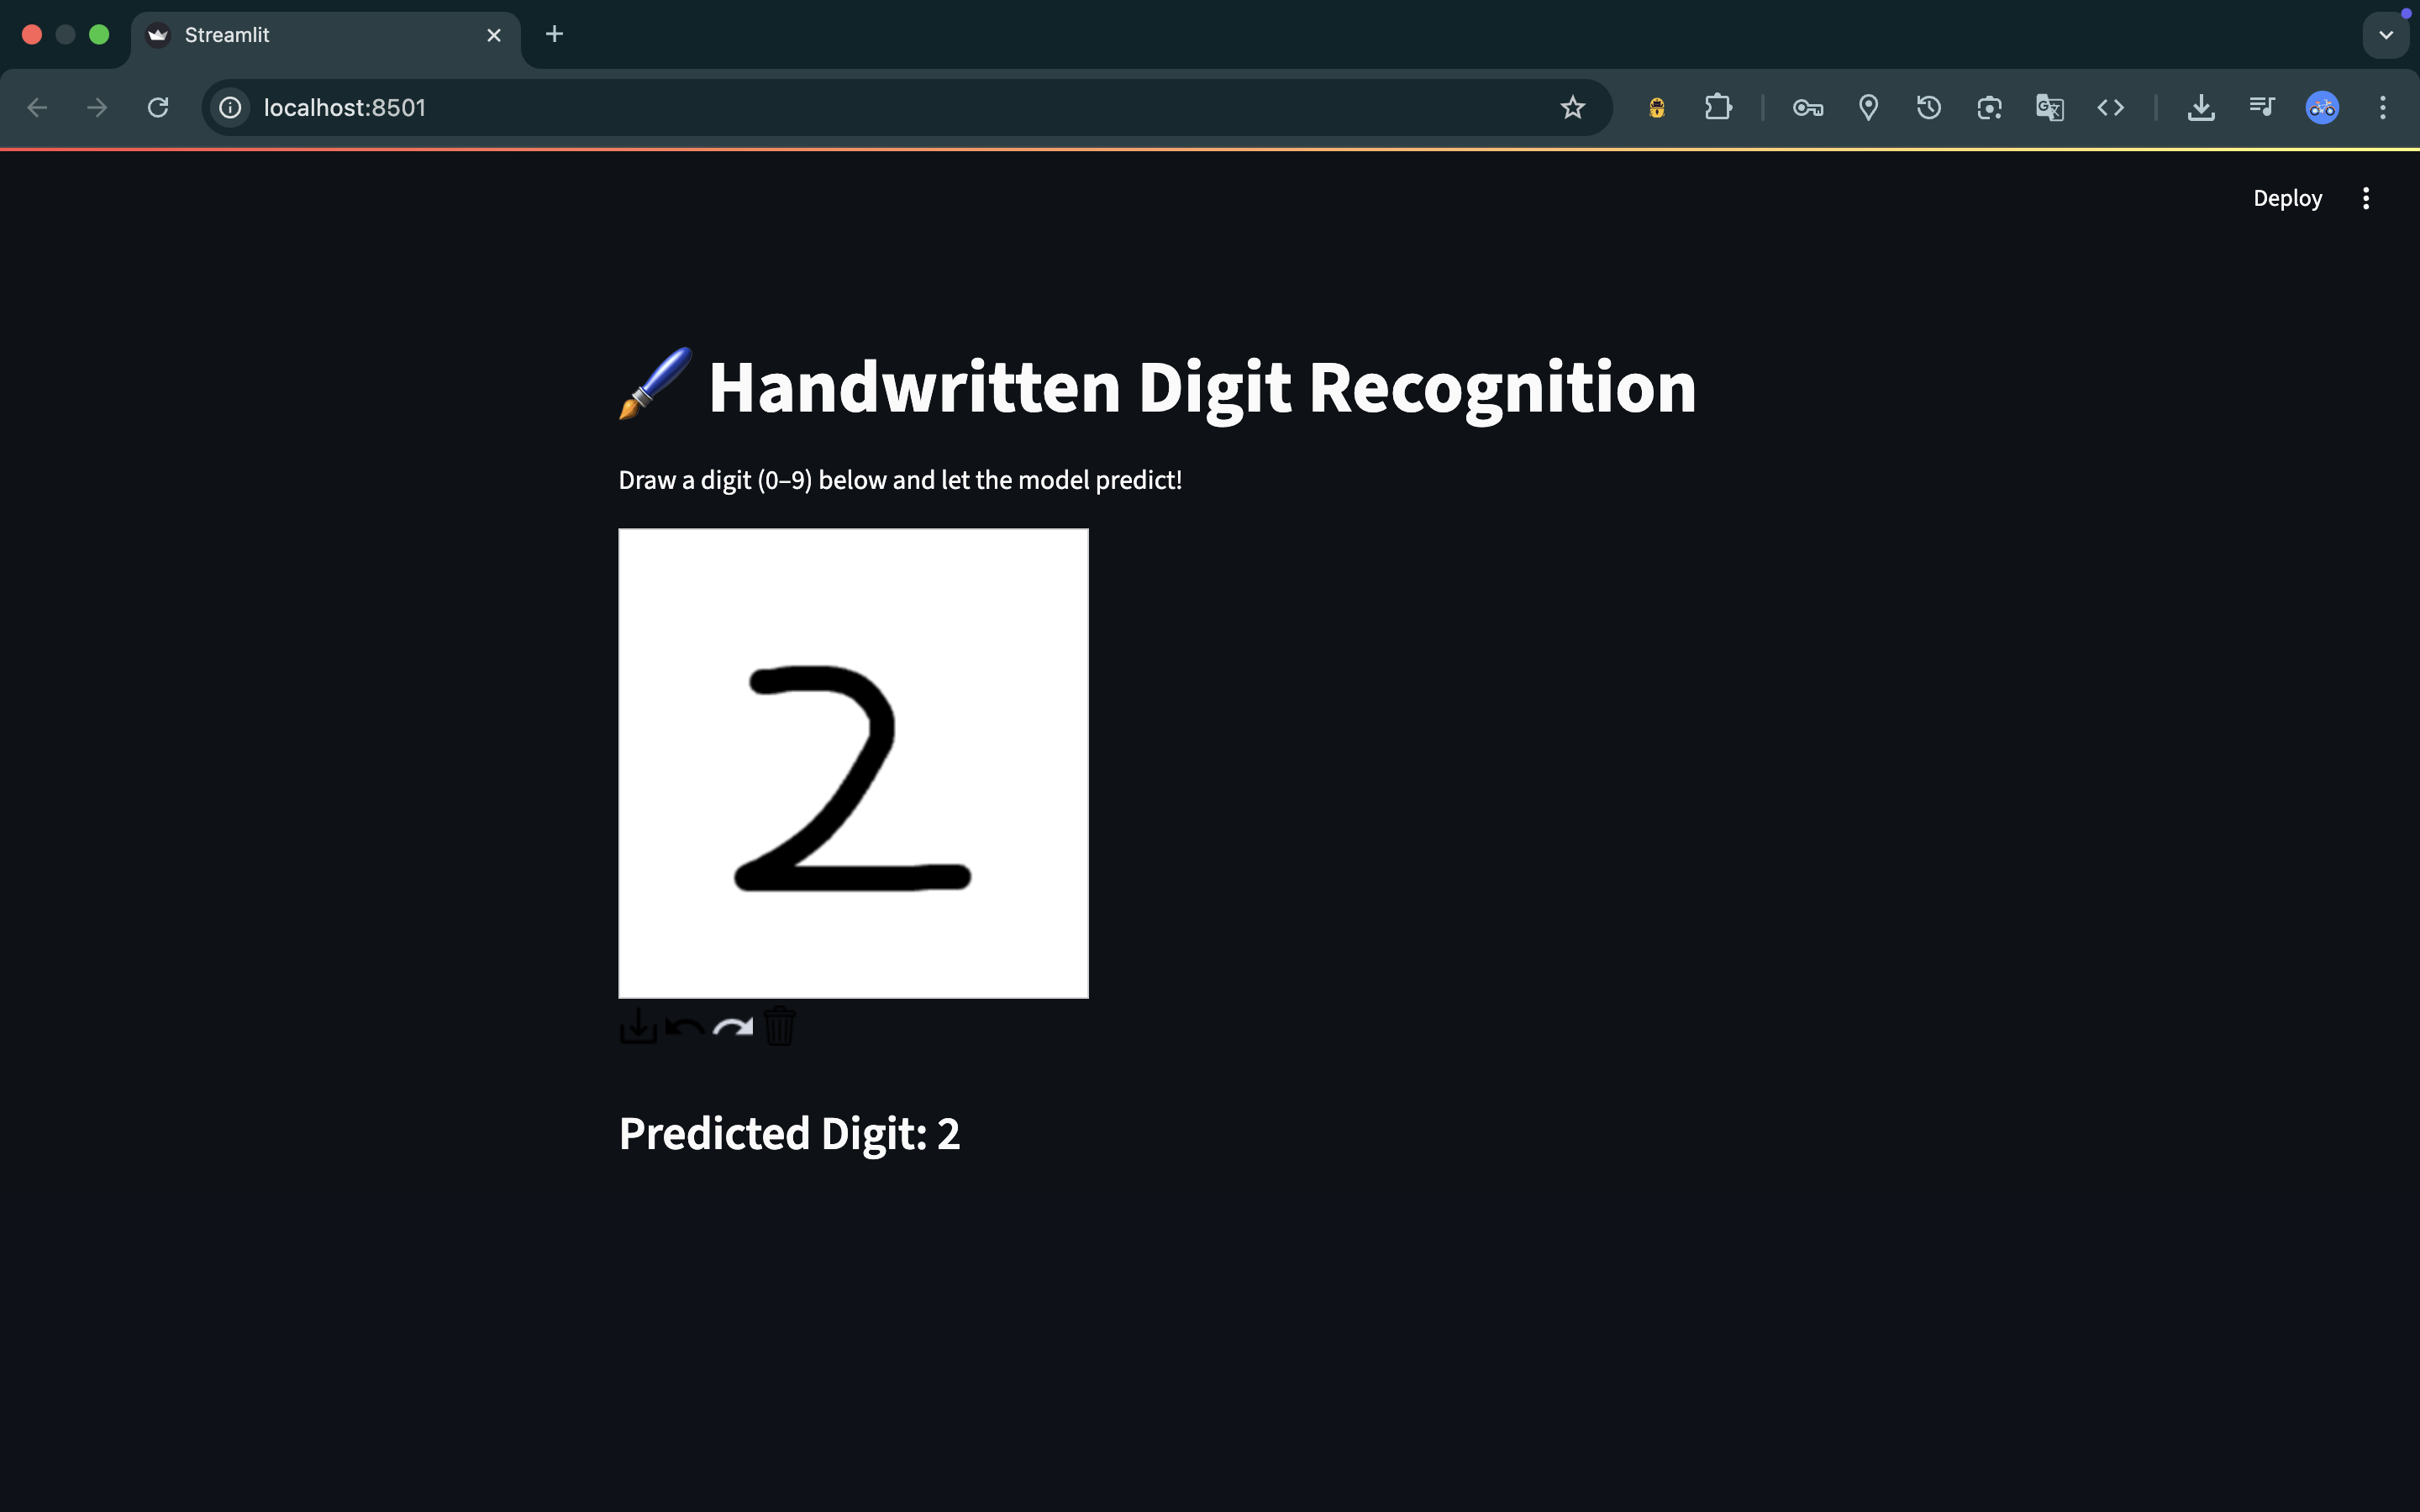 Streamlit
localhost:8501
Deploy
Handwritten Digit Recognition
Draw a digit (0–9) below and let the model predict!
2
Predicted Digit: 2